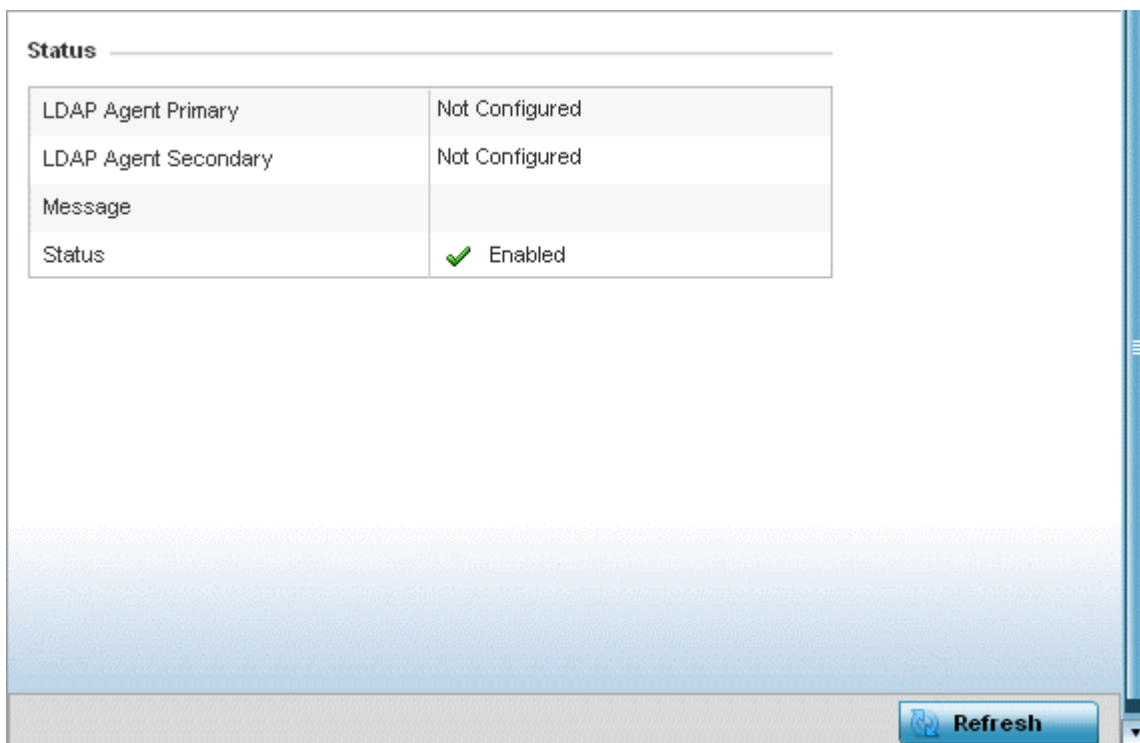 Status
LDAP Agent Primary Not Configured
LDAP Agent Secondary Not Configured
Message
Status Enabled
Refresh